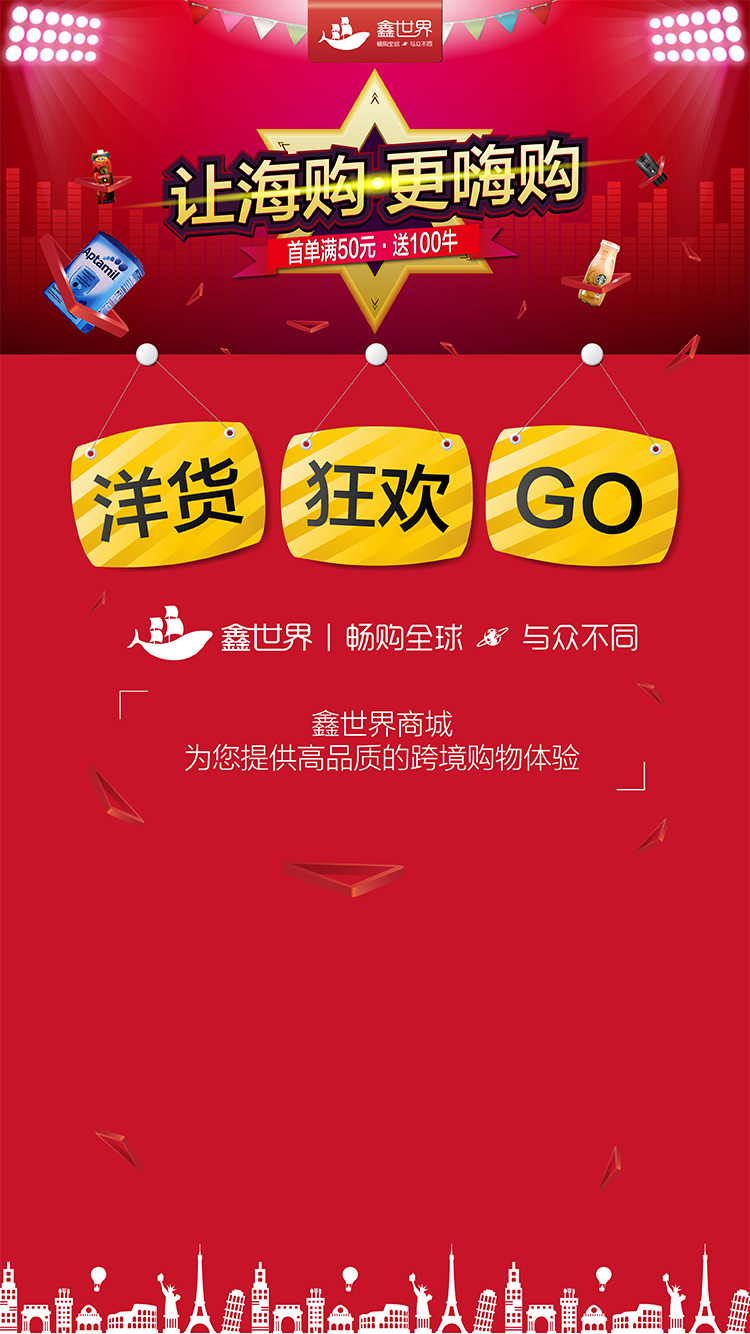 鑫世界
畅购全球 与众不同
让海购 更嗨购
首单满50元·送100牛
Aptamil
洋货 狂欢 GO
鑫世界 | 畅购全球 与众不同
鑫世界商城
为您提供高品质的跨境购物体验